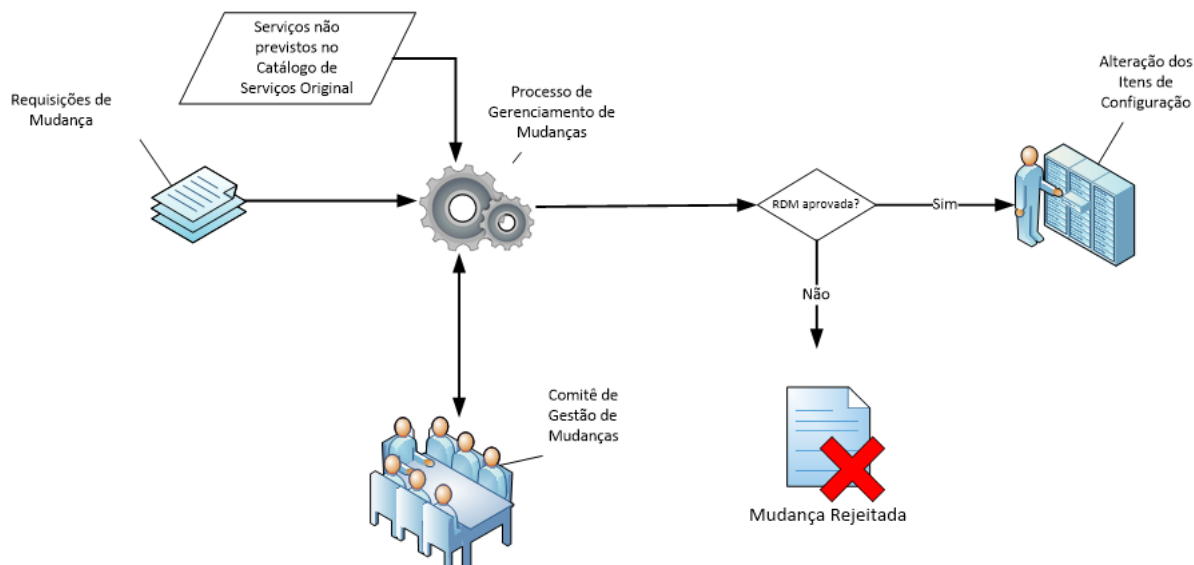 Serviços não
previstos no
Catálogo de
Serviços Original
Requisições de
Mudança
Processo de
Gerenciamento de
Mudanças
Alteração dos
Itens de
Configuração
RDM aprovada?
Sim
Não
Comitê de
Gestão de
Mudanças
Mudança Rejeitada